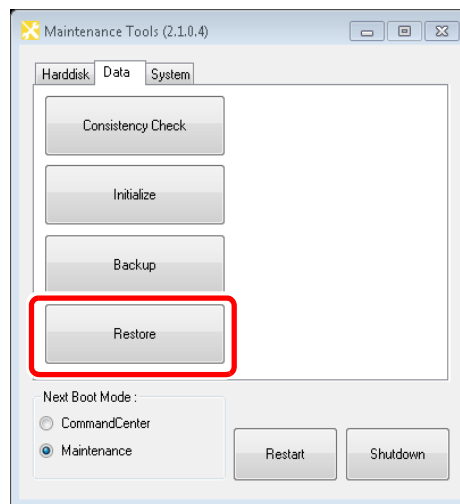 Maintenance Tools (2.1.0.4)
Harddisk Data System
Consistency Check
Initialize
Backup
Restore
Next Boot Mode :
CommandCenter
Maintenance
Restart Shutdown